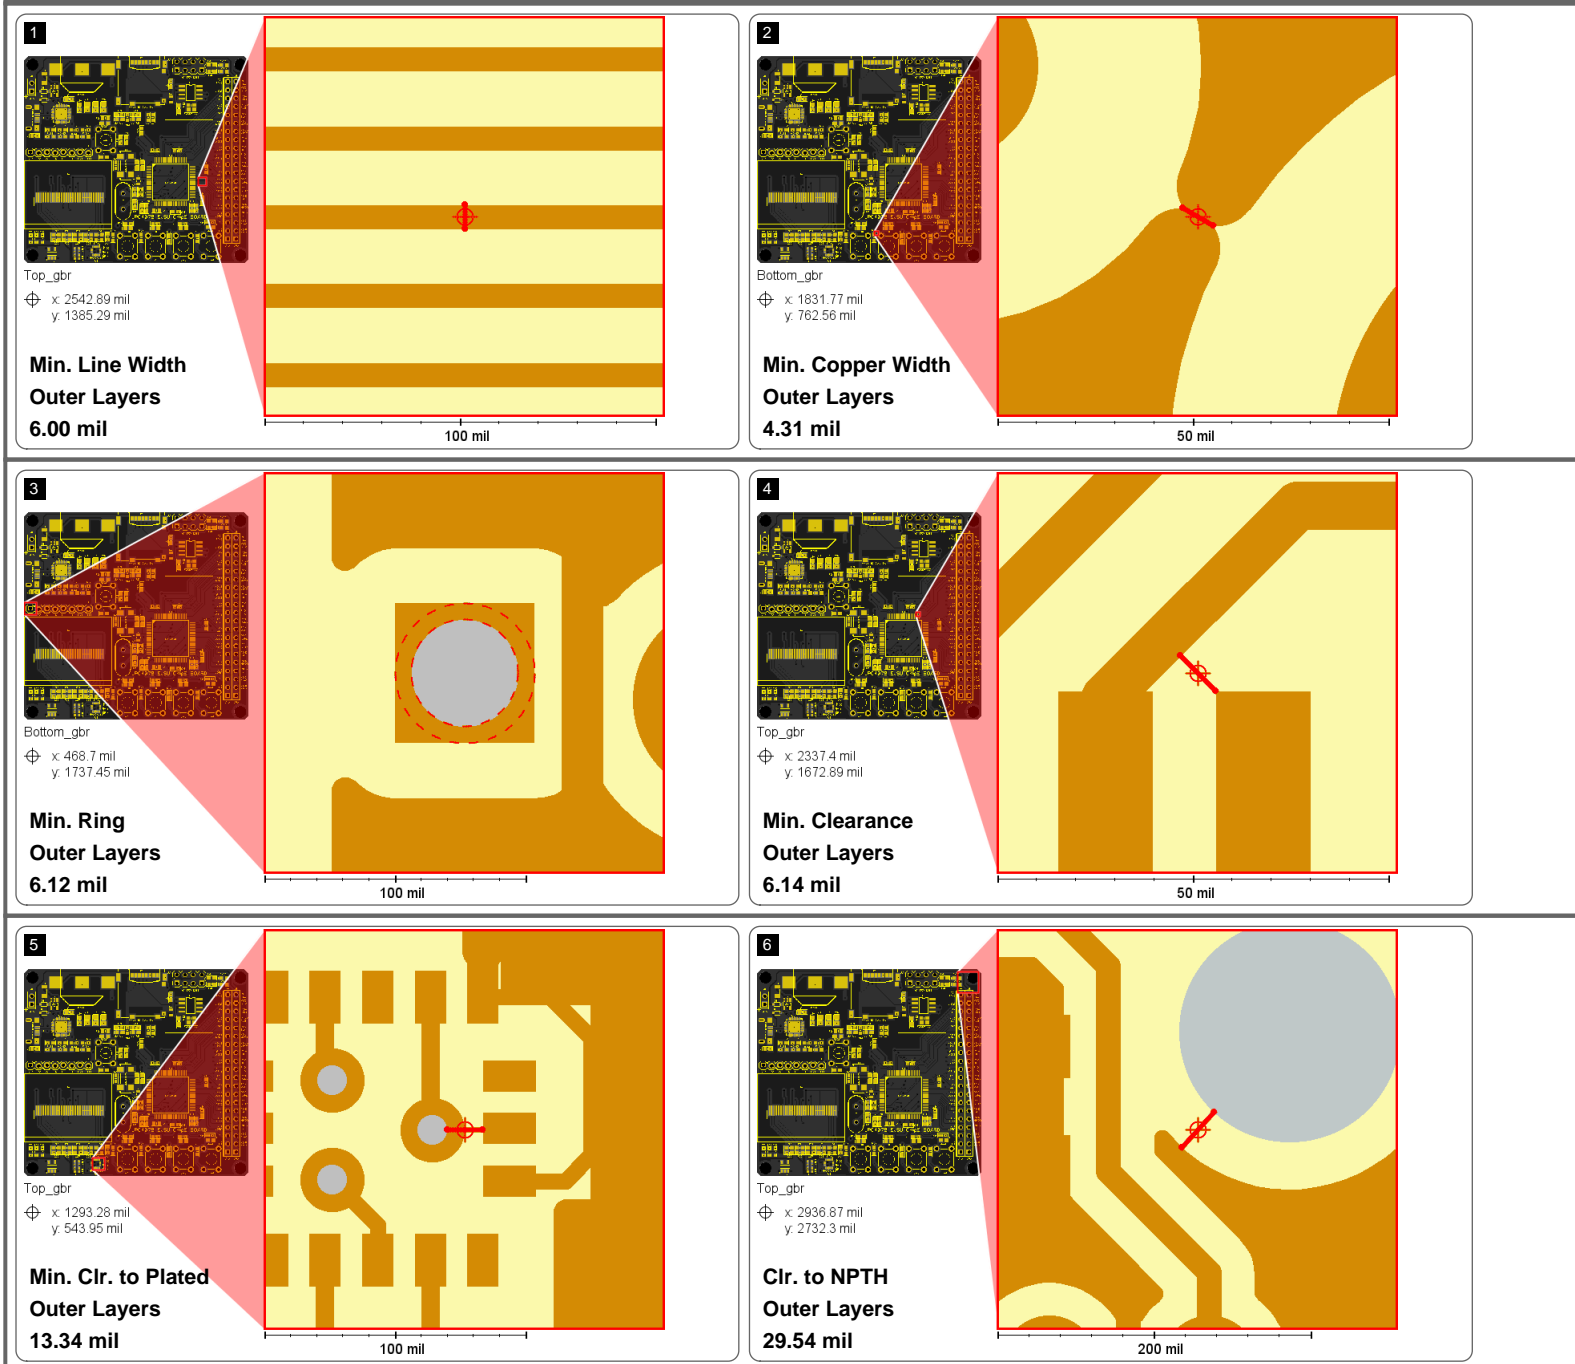 1
Top_gbr
x: 2542.89 mil
y: 1385.29 mil
Min. Line Width
Outer Layers
6.00 mil
100 mil
2
Bottom_gbr
x: 1831.77 mil
y: 762.56 mil
Min. Copper Width
Outer Layers
4.31 mil
50 mil
3
Bottom_gbr
x: 468.7 mil
y: 1737.45 mil
Min. Ring
Outer Layers
6.12 mil
100 mil
4
Top_gbr
x: 2337.4 mil
y: 1672.89 mil
Min. Clearance
Outer Layers
6.14 mil
50 mil
5
Top_gbr
x: 1293.28 mil
y: 543.95 mil
Min. Clr. to Plated
Outer Layers
13.34 mil
100 mil
6
Top_gbr
x: 2936.87 mil
y: 2732.3 mil
Clr. to NPTH
Outer Layers
29.54 mil
200 mil